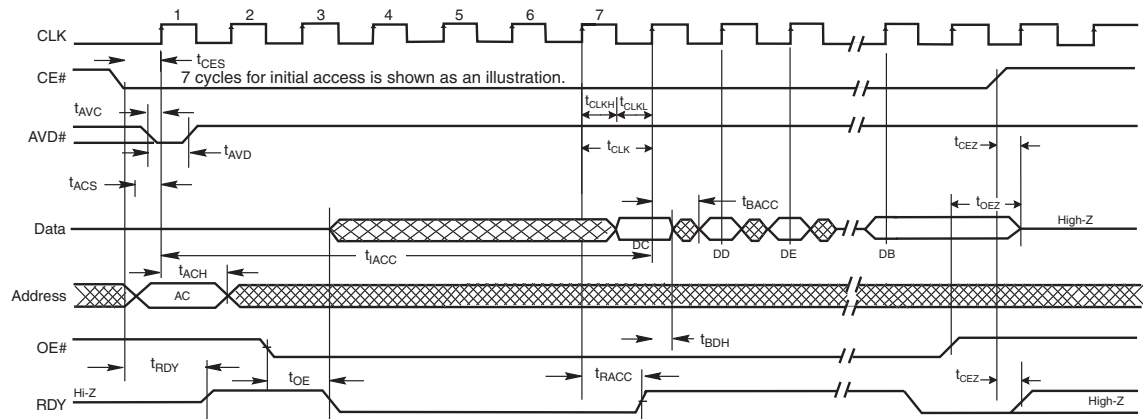 1 2 3 4 5 6 7
CLK
tCES
CE#
7 cycles for initial access is shown as an illustration.
tAVC
tCLKH tCLKL
AVD#
tAVD
tCLK
tCEZ
tACS
tBACC
tOEZ
Data
High-Z
DC
DD
DE
DB
tIACC
tACH
Address
AC
OE#
tBDH
tRDY
tOE
tRACC
tCEZ
Hi-Z
RDY
High-Z